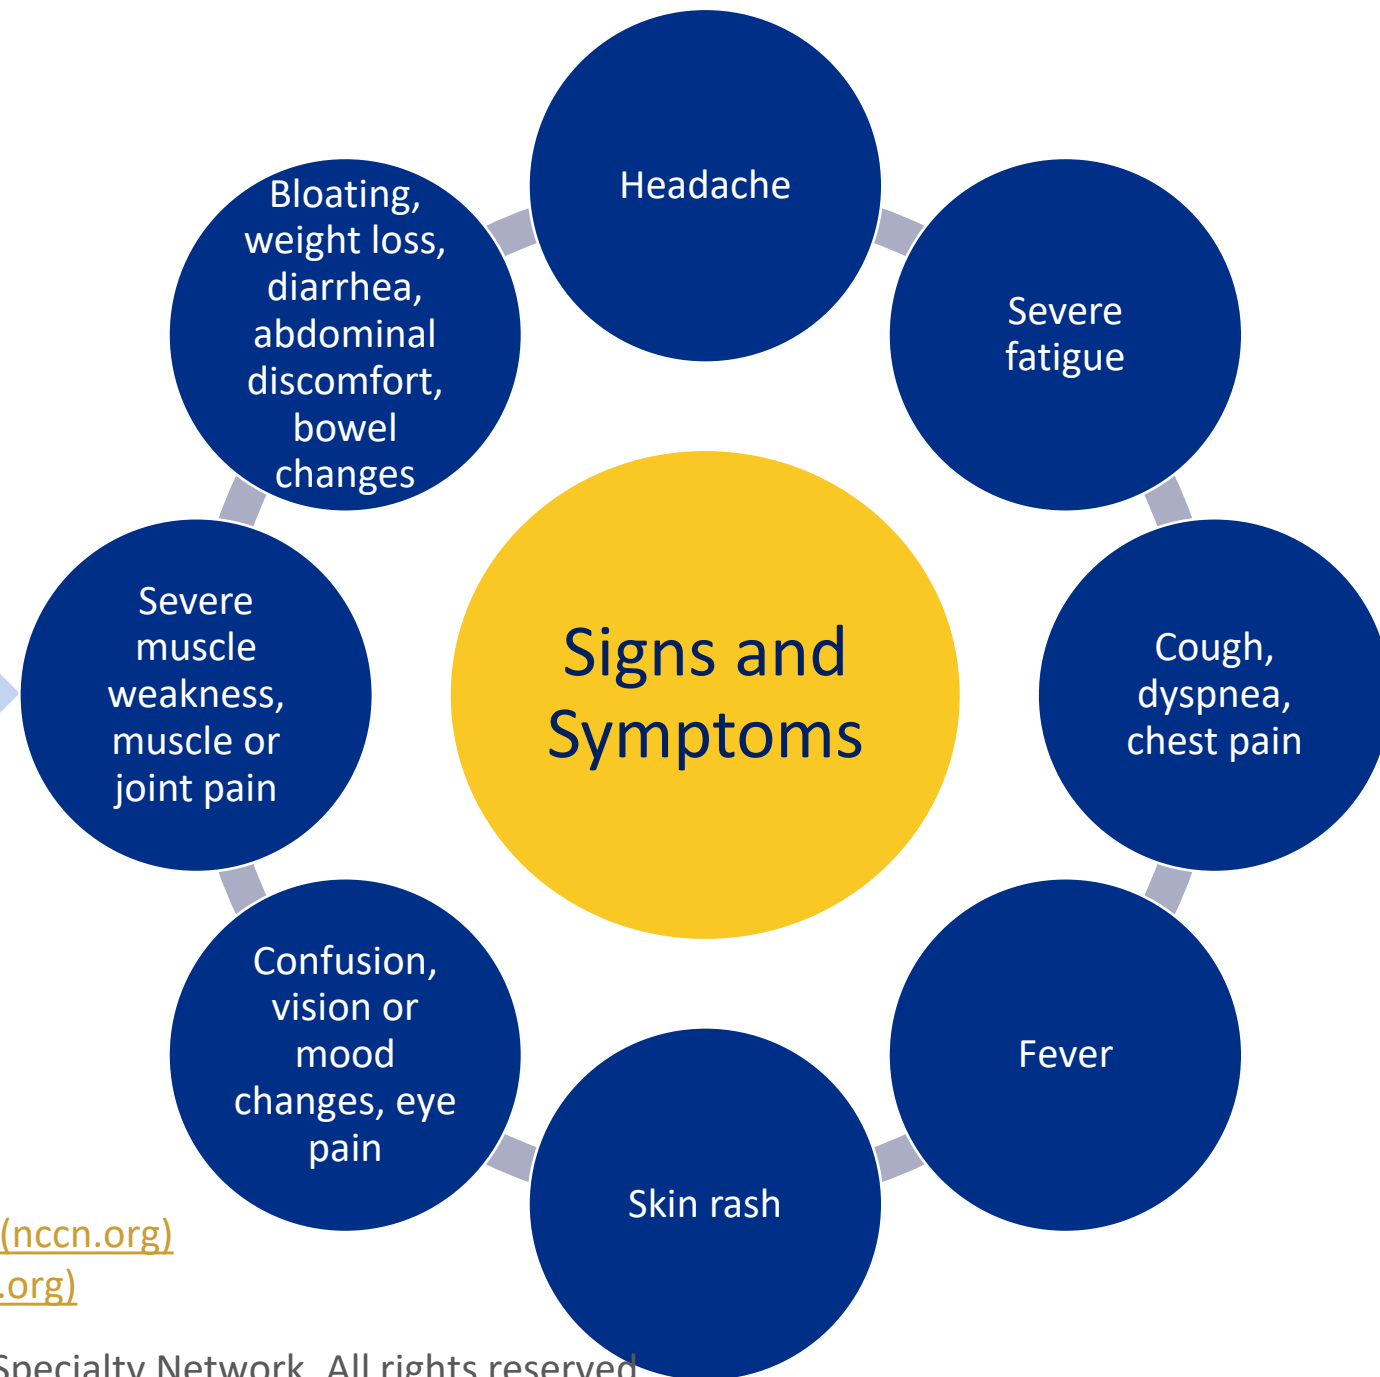 Headache
Severe
fatigue
Cough,
dyspnea,
chest pain
Fever
Skin rash
Confusion,
vision or
mood
changes, eye
pain
Severe
muscle
weakness,
muscle or
joint pain
Bloating,
weight loss,
diarrhea,
abdominal
discomfort,
bowel
changes
Signs and
Symptoms
(nccn.org)
.org)
Specialty Network. All rights reserved